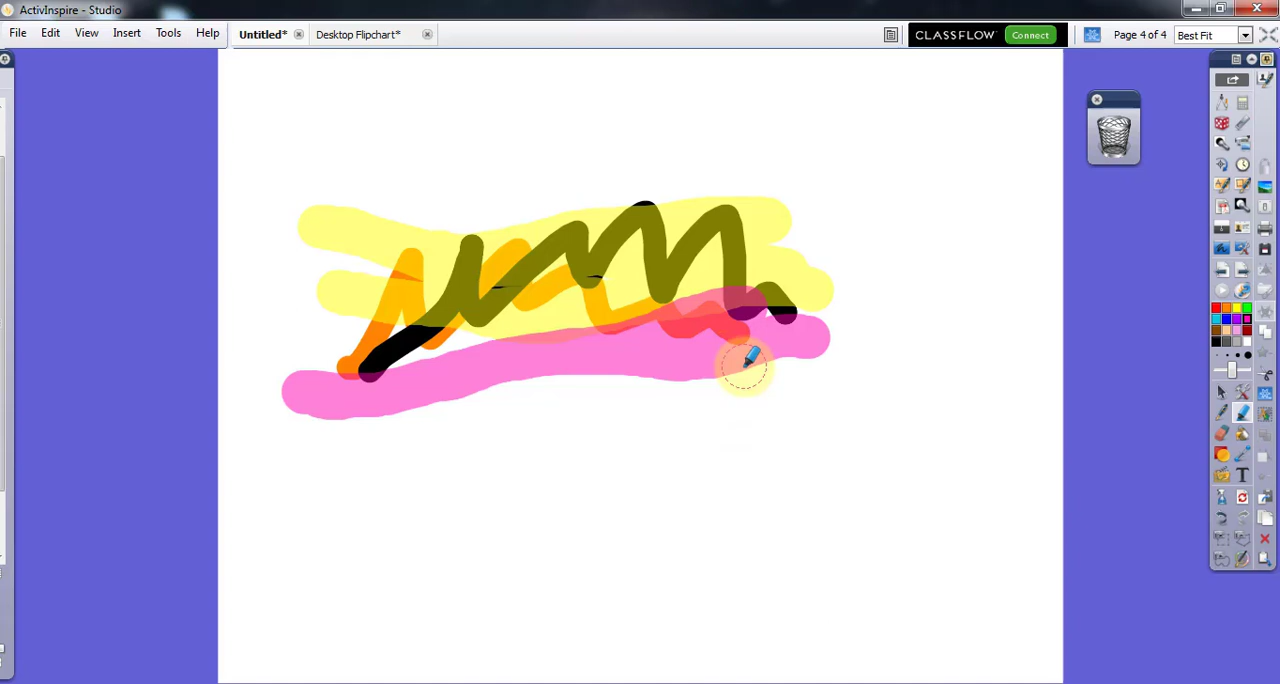 ActivInspire - Studio
File Edit View Insert Tools Help Untitled* Desktop Flipchart* CLASSFLOW Connect Page 4 of 4 Best Fit
T